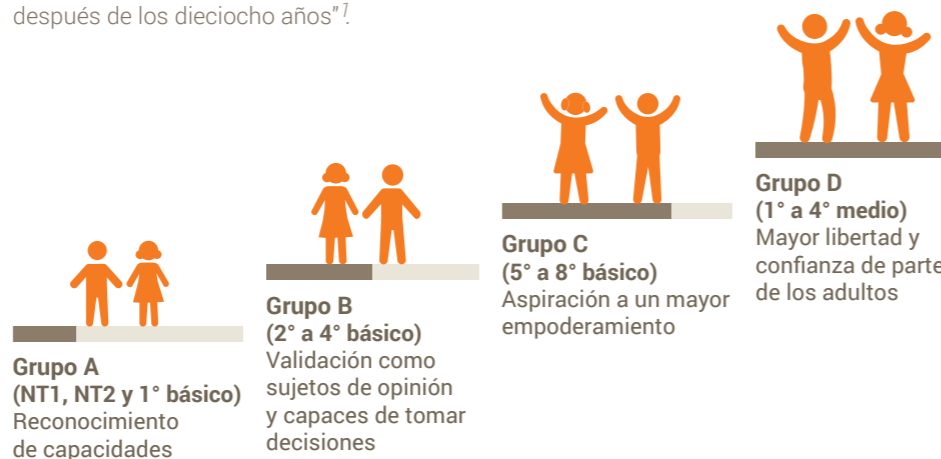 después de los dieciocho años"1.
Grupo A
(NT1, NT2 y 1° básico)
Reconocimiento
de capacidades
Grupo B
(2° a 4° básico)
Validación como
sujetos de opinión
y capaces de tomar
decisiones
Grupo C
(5° a 8° básico)
Aspiración a un mayor
empoderamiento
Grupo D
(1° a 4° medio)
Mayor libertad y
confianza de parte
de los adultos